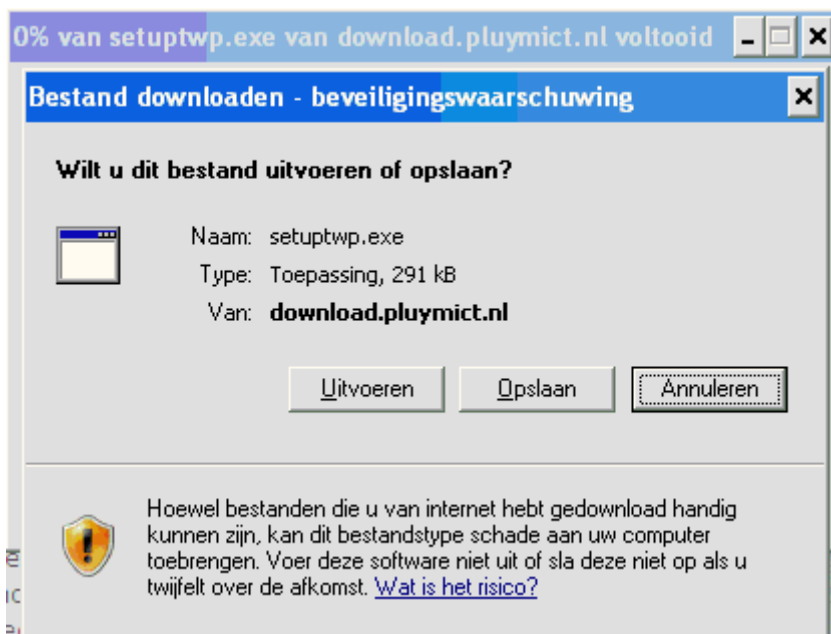 0% van setuptwp.exe van download.pluymict.nl voltooid
Bestand downloaden - beveiligingswaarschuwing
Wilt u dit bestand uitvoeren of opslaan?
Naam: setuptwp.exe
Type: Toepassing, 291 kB
Van: download.pluymict.nl
Uitvoeren Opslaan Annuleren
Hoewel bestanden die u van internet hebt gedownload handig
kunnen zijn, kan dit bestandstype schade aan uw computer
toebrengen. Voer deze software niet uit of sla deze niet op als u
twijfelt over de afkomst. Wat is het risico?